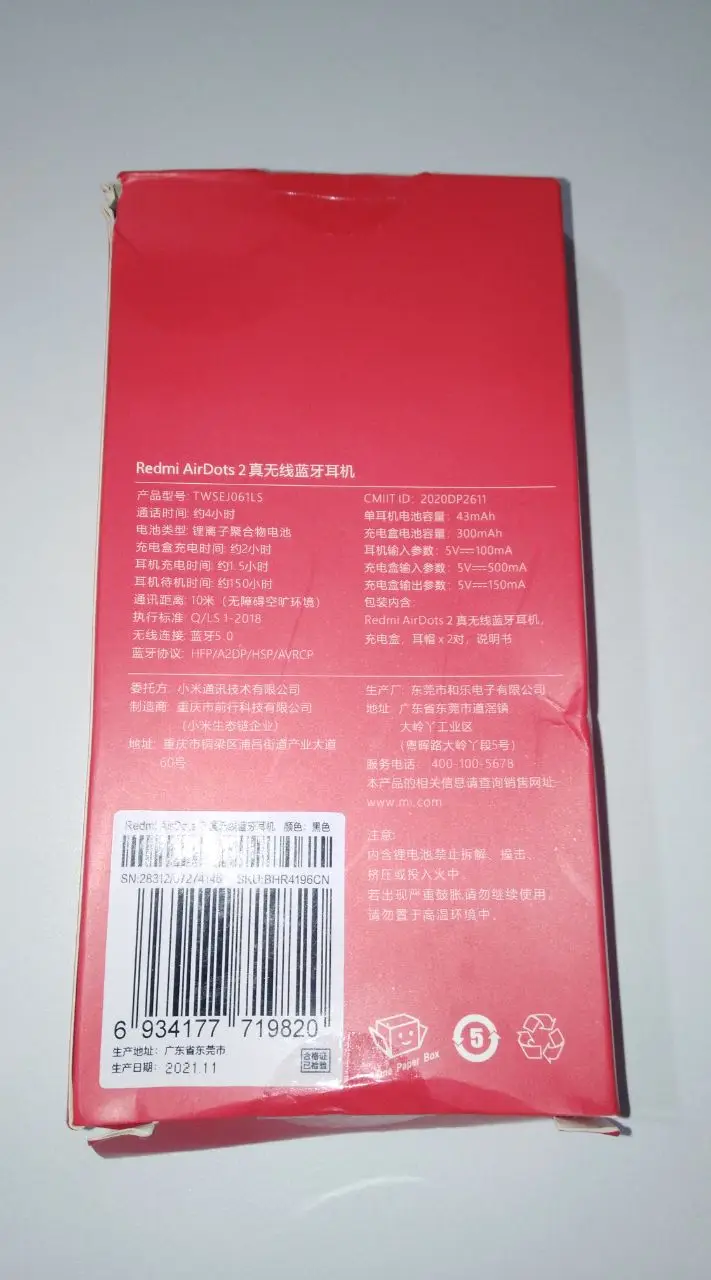 Redmi AirDots 2 真无线蓝牙耳机
产品型号: TWSEJ061LS
通话时间: 约4小时
电池类型: 锂离子聚合物电池
充电盒充电时间: 约2小时
耳机充电时间: 约1.5小时
耳机待机时间: 约150小时
通讯距离: 10米（无障碍空旷环境）
执行标准: Q/LS 1-2018
无线连接: 蓝牙5.0
蓝牙协议: HFP/A2DP/HSP/AVRCP
CMIIT ID: 2020DP2611
单耳机电池容量: 43mAh
充电盒电池容量: 300mAh
耳机输入参数: 5V⎓100mA
充电盒输入参数: 5V⎓500mA
充电盒输出参数: 5V⎓150mA
包装内含:
Redmi AirDots 2 真无线蓝牙耳机、
充电盒、耳帽 x 2对、说明书
委托方: 小米通讯技术有限公司
制造商: 重庆市前行科技有限公司
（小米生态链企业）
地址: 重庆市铜梁区蒲吕街道产业大道
60号
生产厂: 东莞市和乐电子有限公司
地址: 广东省东莞市道滘镇
大岭丫工业区
（粤晖路大岭丫段5号）
服务电话: 400-100-5678
本产品的相关信息请查询销售网址:
www.mi.com
注意:
内含锂电池禁止拆解、撞击、
挤压或投入火中。
若出现严重鼓胀,请勿继续使用。
请勿置于高温环境中。
Redmi AirDots 2 真无线蓝牙耳机 颜色: 黑色
SN: SKU:BHR4196CN
6 934177 719820
生产地址: 广东省东莞市
生产日期: 2021.11
合格证
已检验
Paper Box
5